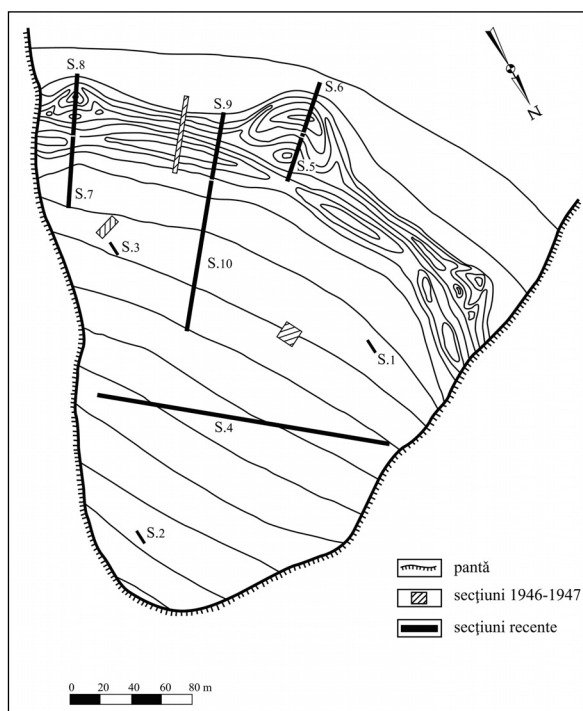 S.8
S.6
S.9
N
S.5
S.7
S.3
S.10
S.1
S.4
S.2
pantă
secţiuni 1946-1947
secţiuni recente
0 20 40 60 80 m